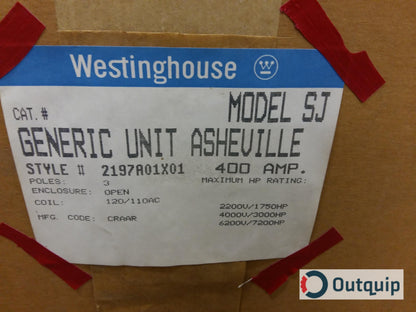 Westinghouse
CAT.# MODEL SJ
GENERIC UNIT ASHEVILLE
STYLE # 2197A01X01 400 AMP.
POLES: 3 MAXIMUM HP RATING:
ENCLOSURE: OPEN
COIL: 120/110AC 2200V/1750HP
4000V/3000HP
MFG. CODE: CRAAR 6200V/7200HP
Outquip